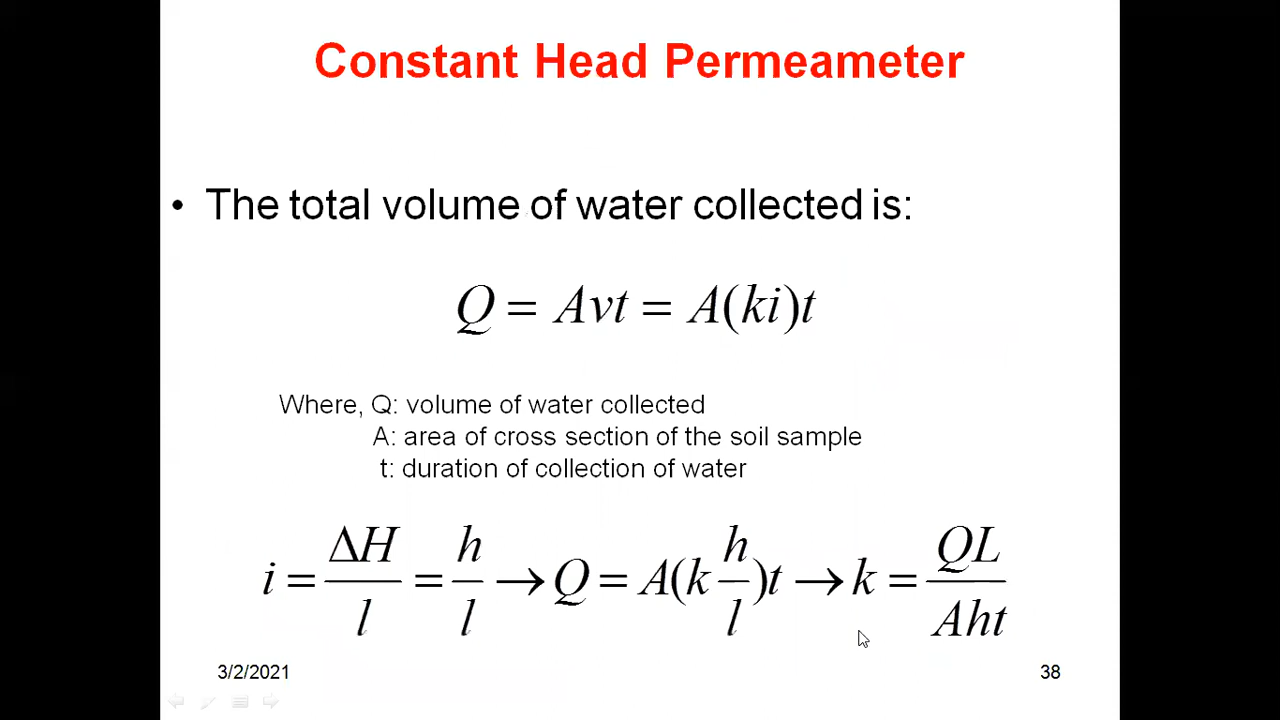 Constant Head Permeameter
• The total volume of water collected is:
Q = Avt = A(ki)t
Where, Q: volume of water collected
A: area of cross section of the soil sample
t: duration of collection of water
i = ΔH/l = h/l → Q = A(k h/l)t → k = QL/Aht
3/2/2021 38